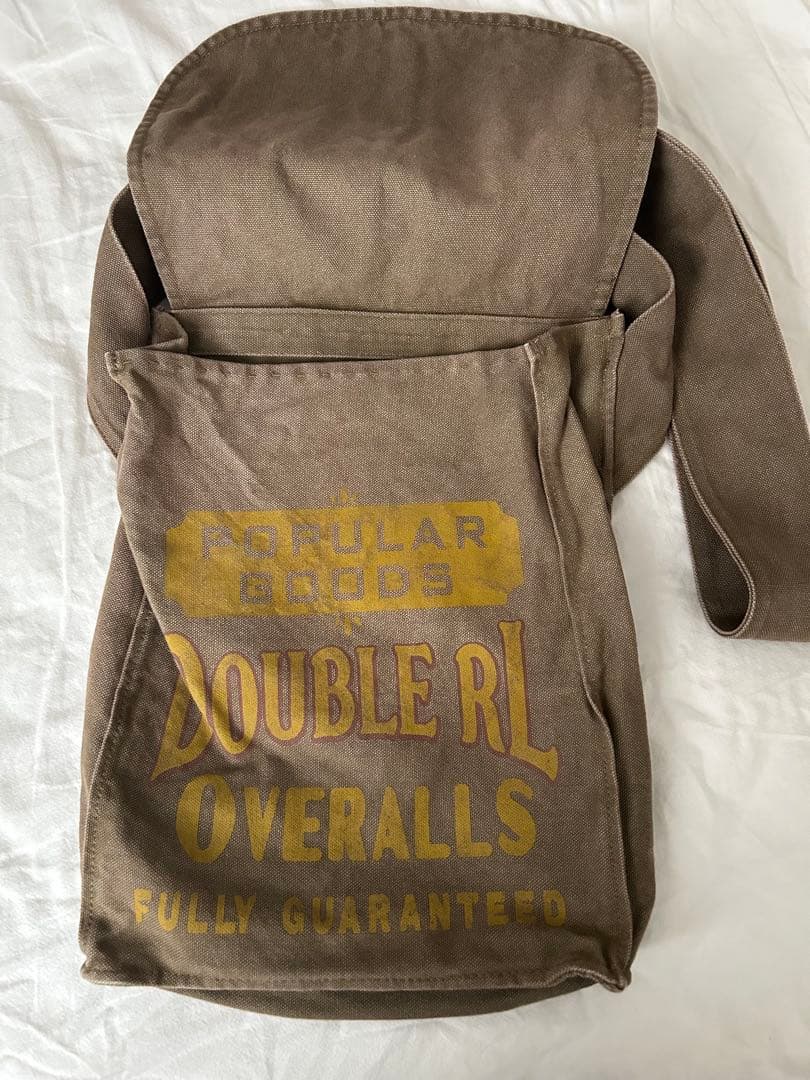 POPULAR
GOODS
DOUBLE RL
OVERALLS
FULLY GUARANTEED